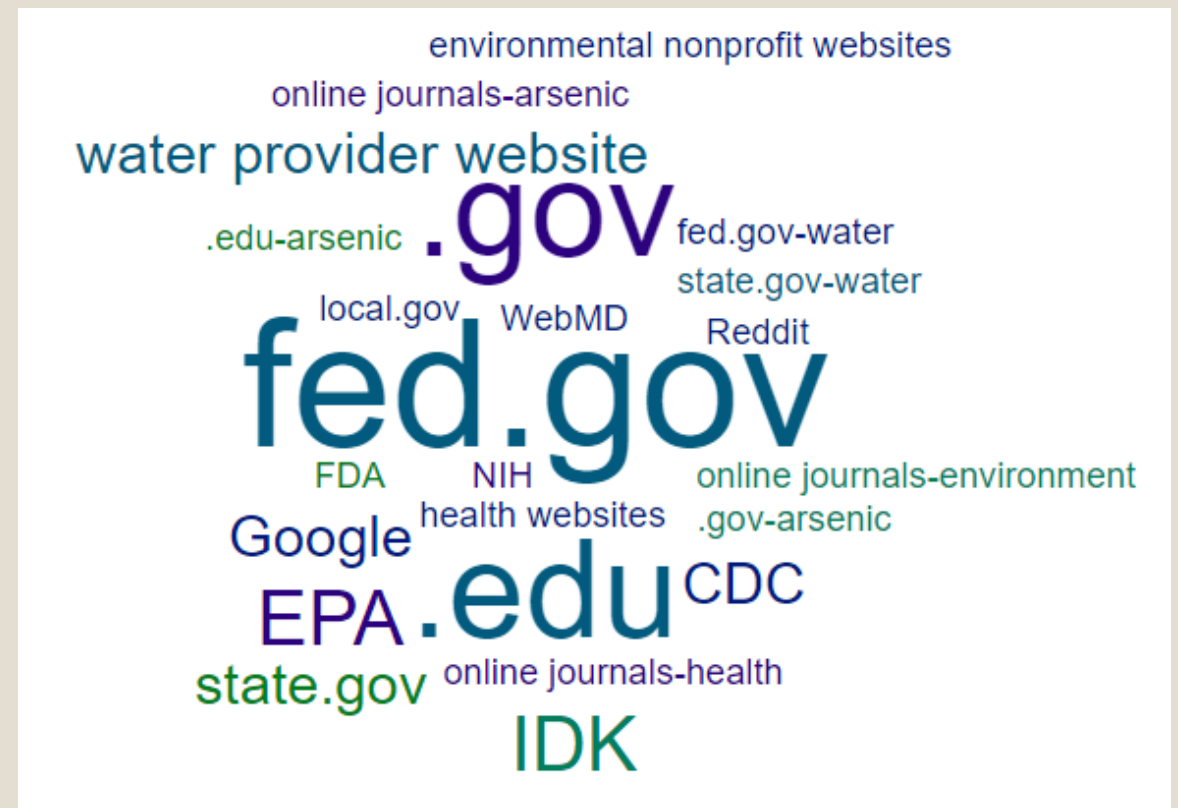 environmental nonprofit websites
online journals-arsenic
water provider website
.gov
.edu-arsenic
fed.gov-water
state.gov-water
local.gov
WebMD
Reddit
fed.gov
FDA
NIH
online journals-environment
health websites
.gov-arsenic
Google
.edu
CDC
EPA
state.gov
online journals-health
IDK